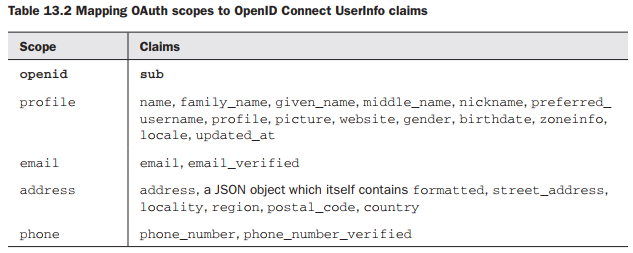 Table 13.2 Mapping OAuth scopes to OpenID Connect UserInfo claims
Scope Claims
openid sub
profile name, family_name, given_name, middle_name, nickname, preferred_
username, profile, picture, website, gender, birthdate, zoneinfo,
locale, updated_at
email email, email_verified
address address, a JSON object which itself contains formatted, street_address,
locality, region, postal_code, country
phone phone_number, phone_number_verified